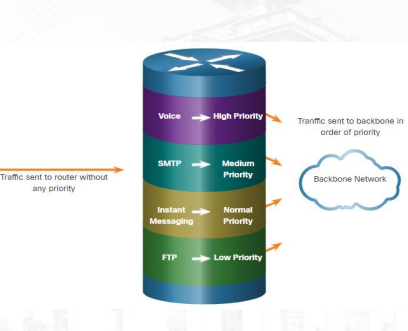 Traffic sent to router without
any priority
Voice
High Priority
SMTP
Medium
Priority
Instant
Messaging
Normal
Priority
FTP
Low Priority
Tranffic sent to backbone in
order of priority
Backbone Network